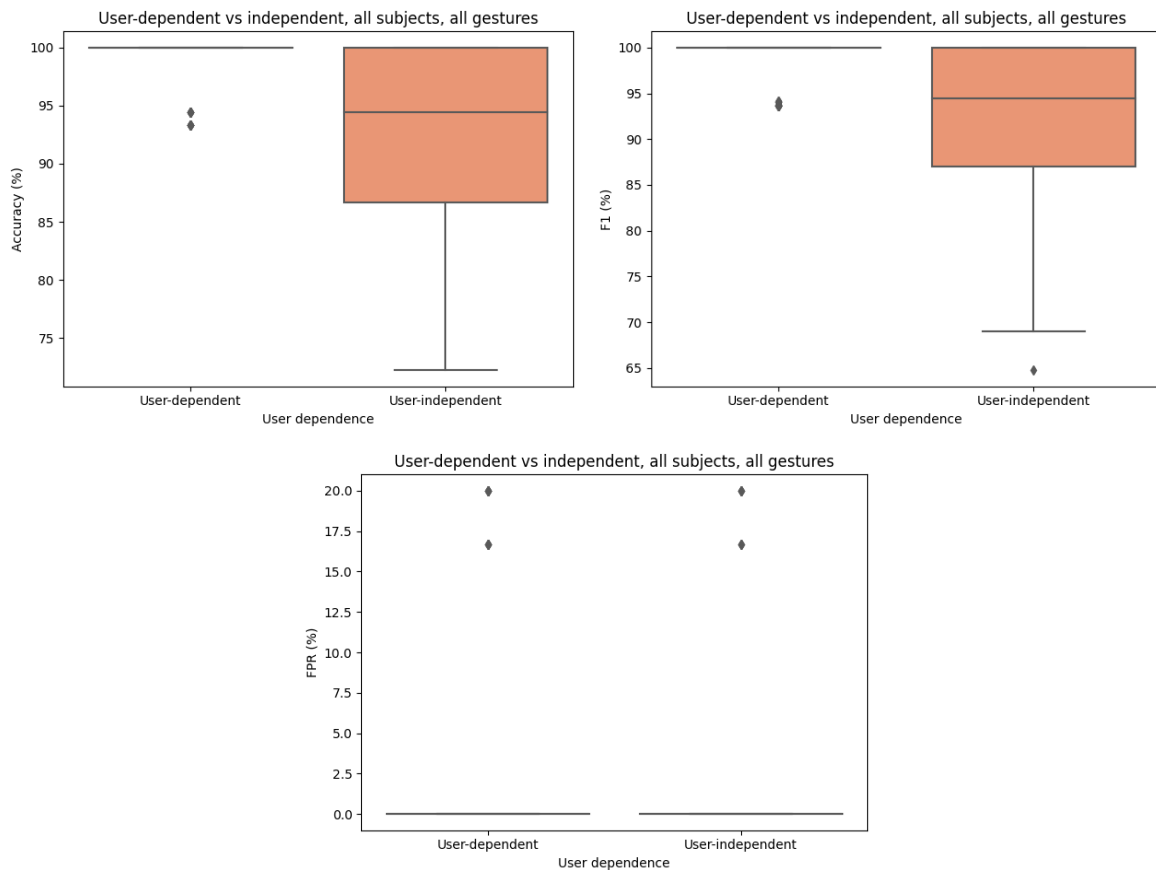 User-dependent vs independent, all subjects, all gestures
Accuracy (%)
100
95
90
85
80
75
User-dependent User-independent
User dependence
User-dependent vs independent, all subjects, all gestures
F1 (%)
100
95
90
85
80
75
70
65
User-dependent User-independent
User dependence
User-dependent vs independent, all subjects, all gestures
FPR (%)
20.0
17.5
15.0
12.5
10.0
7.5
5.0
2.5
0.0
User-dependent User-independent
User dependence